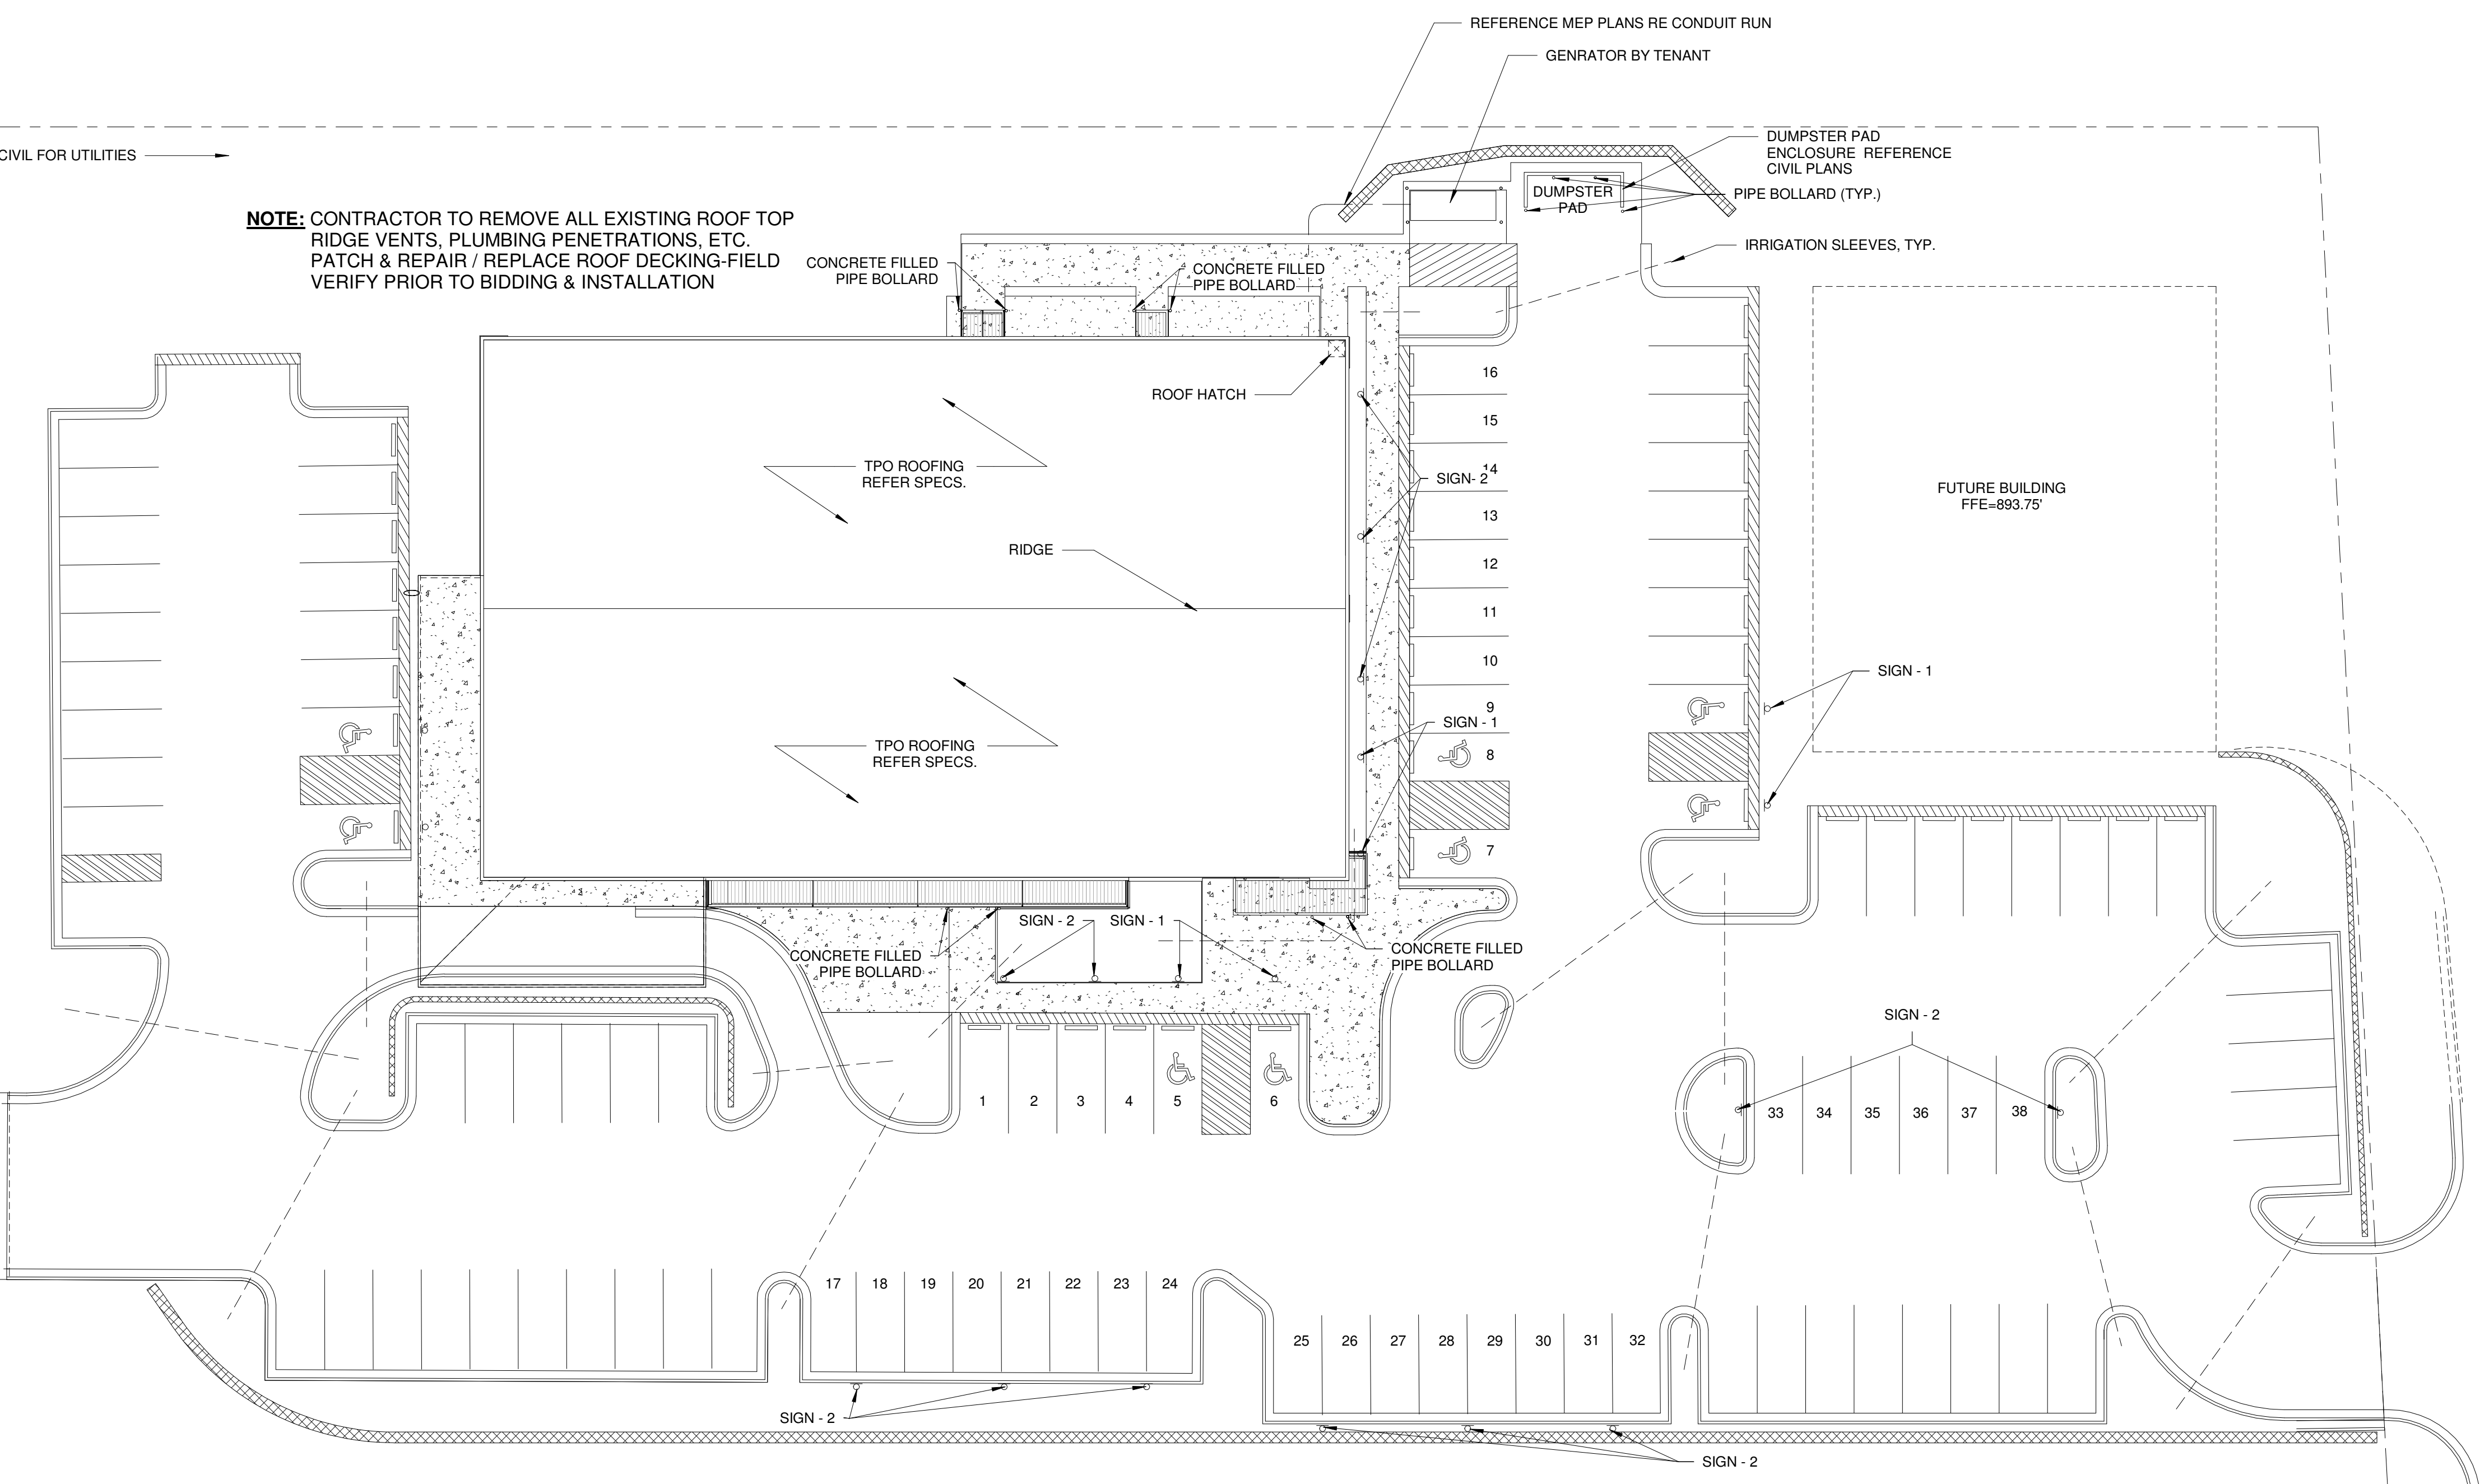 REFERENCE MEP PLANS RE CONDUIT RUN
GENRATOR BY TENANT
CIVIL FOR UTILITIES
DUMPSTER PAD
ENCLOSURE REFERENCE
CIVIL PLANS
DUMPSTER
PAD
PIPE BOLLARD (TYP.)
NOTE: CONTRACTOR TO REMOVE ALL EXISTING ROOF TOP
RIDGE VENTS, PLUMBING PENETRATIONS, ETC.
PATCH & REPAIR / REPLACE ROOF DECKING-FIELD
VERIFY PRIOR TO BIDDING & INSTALLATION
CONCRETE FILLED
PIPE BOLLARD
CONCRETE FILLED
PIPE BOLLARD
IRRIGATION SLEEVES, TYP.
ROOF HATCH
16
15
14
13
12
11
10
9
8
7
TPO ROOFING
REFER SPECS.
SIGN- 2
FUTURE BUILDING
FFE=893.75'
RIDGE
SIGN - 1
SIGN - 1
TPO ROOFING
REFER SPECS.
SIGN - 2
SIGN - 1
CONCRETE FILLED
PIPE BOLLARD
CONCRETE FILLED
PIPE BOLLARD
SIGN - 2
1
2
3
4
5
6
33
34
35
36
37
38
17
18
19
20
21
22
23
24
25
26
27
28
29
30
31
32
SIGN - 2
SIGN - 2